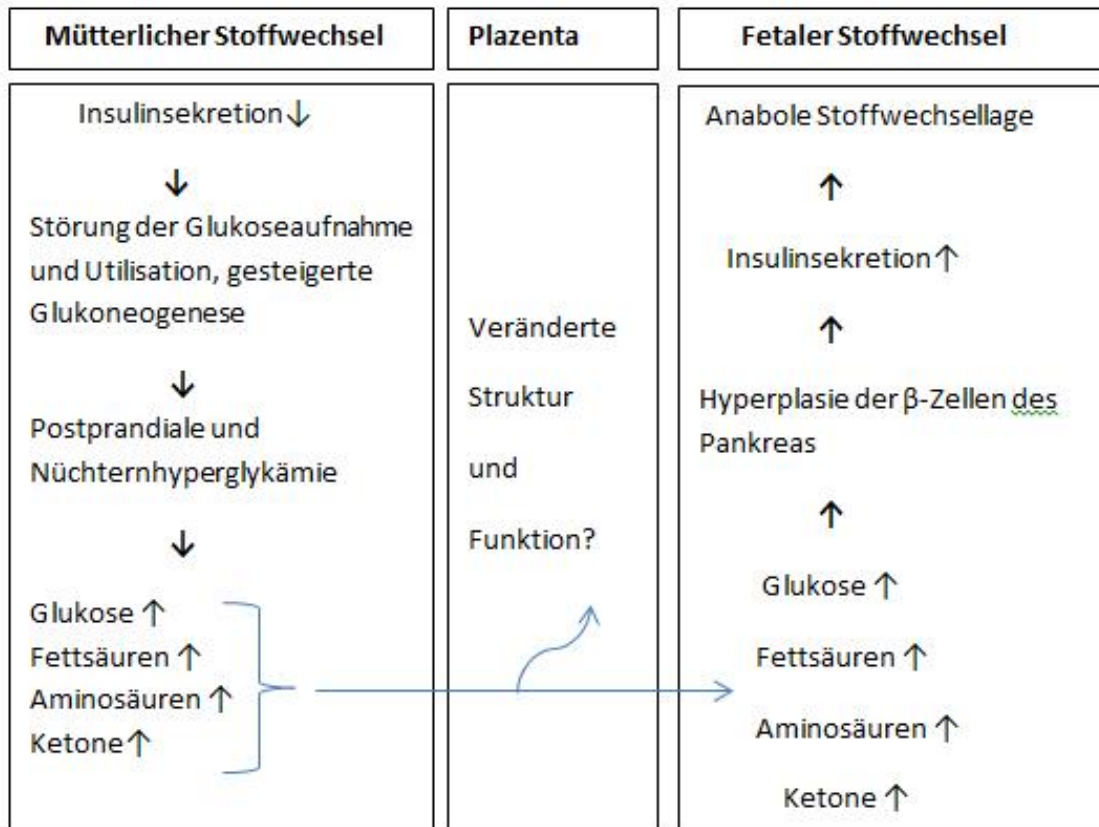 Mütterlicher Stoffwechsel
Insulinsekretion ↓
↓
Störung der Glukoseaufnahme
und Utilisation, gesteigerte
Glukoneogenese
↓
Postprandiale und
Nüchternhyperglykämie
↓
Glukose ↑
Fettsäuren ↑
Aminosäuren ↑
Ketone ↑
Plazenta
Veränderte
Struktur
und
Funktion?
Fetaler Stoffwechsel
Anabole Stoffwechsellage
↑
Insulinsekretion ↑
↑
Hyperplasie der β-Zellen des
Pankreas
↑
Glukose ↑
Fettsäuren ↑
Aminosäuren ↑
Ketone ↑